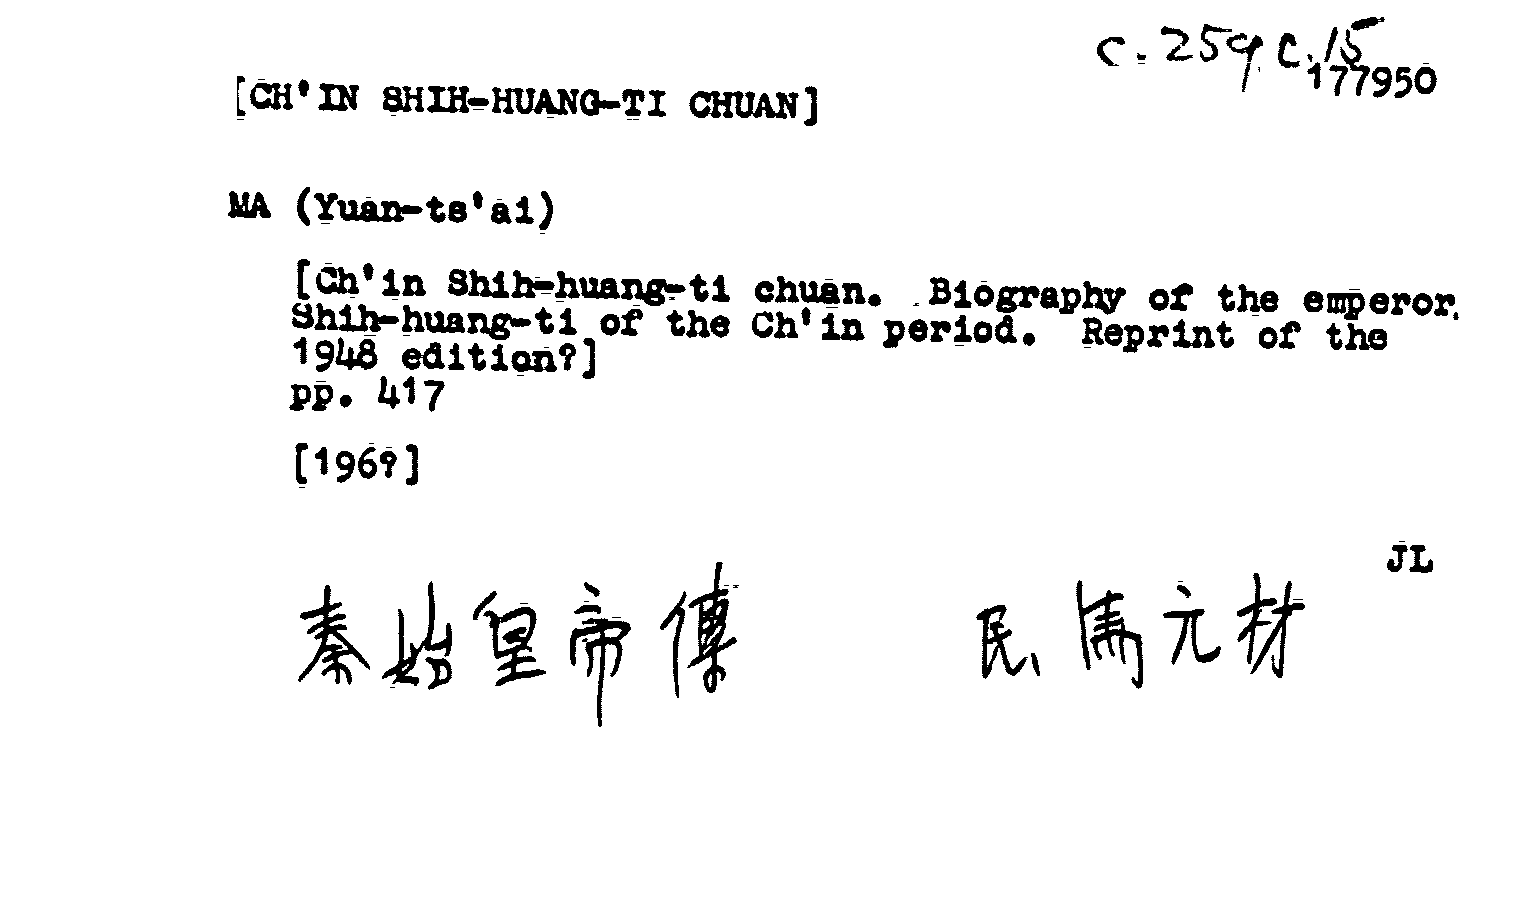 c.259.c.15
177950
[CH'IN SHIH-HUANG-TI CHUAN]
MA (Yuan-ts'ai)
[Ch'in Shih-huang-ti chuan. Biography of the emperor
Shih-huang-ti of the Ch'in period. Reprint of the
1948 edition?]
pp. 417
[196?]
JL
秦始皇帝傳 民、馬元材